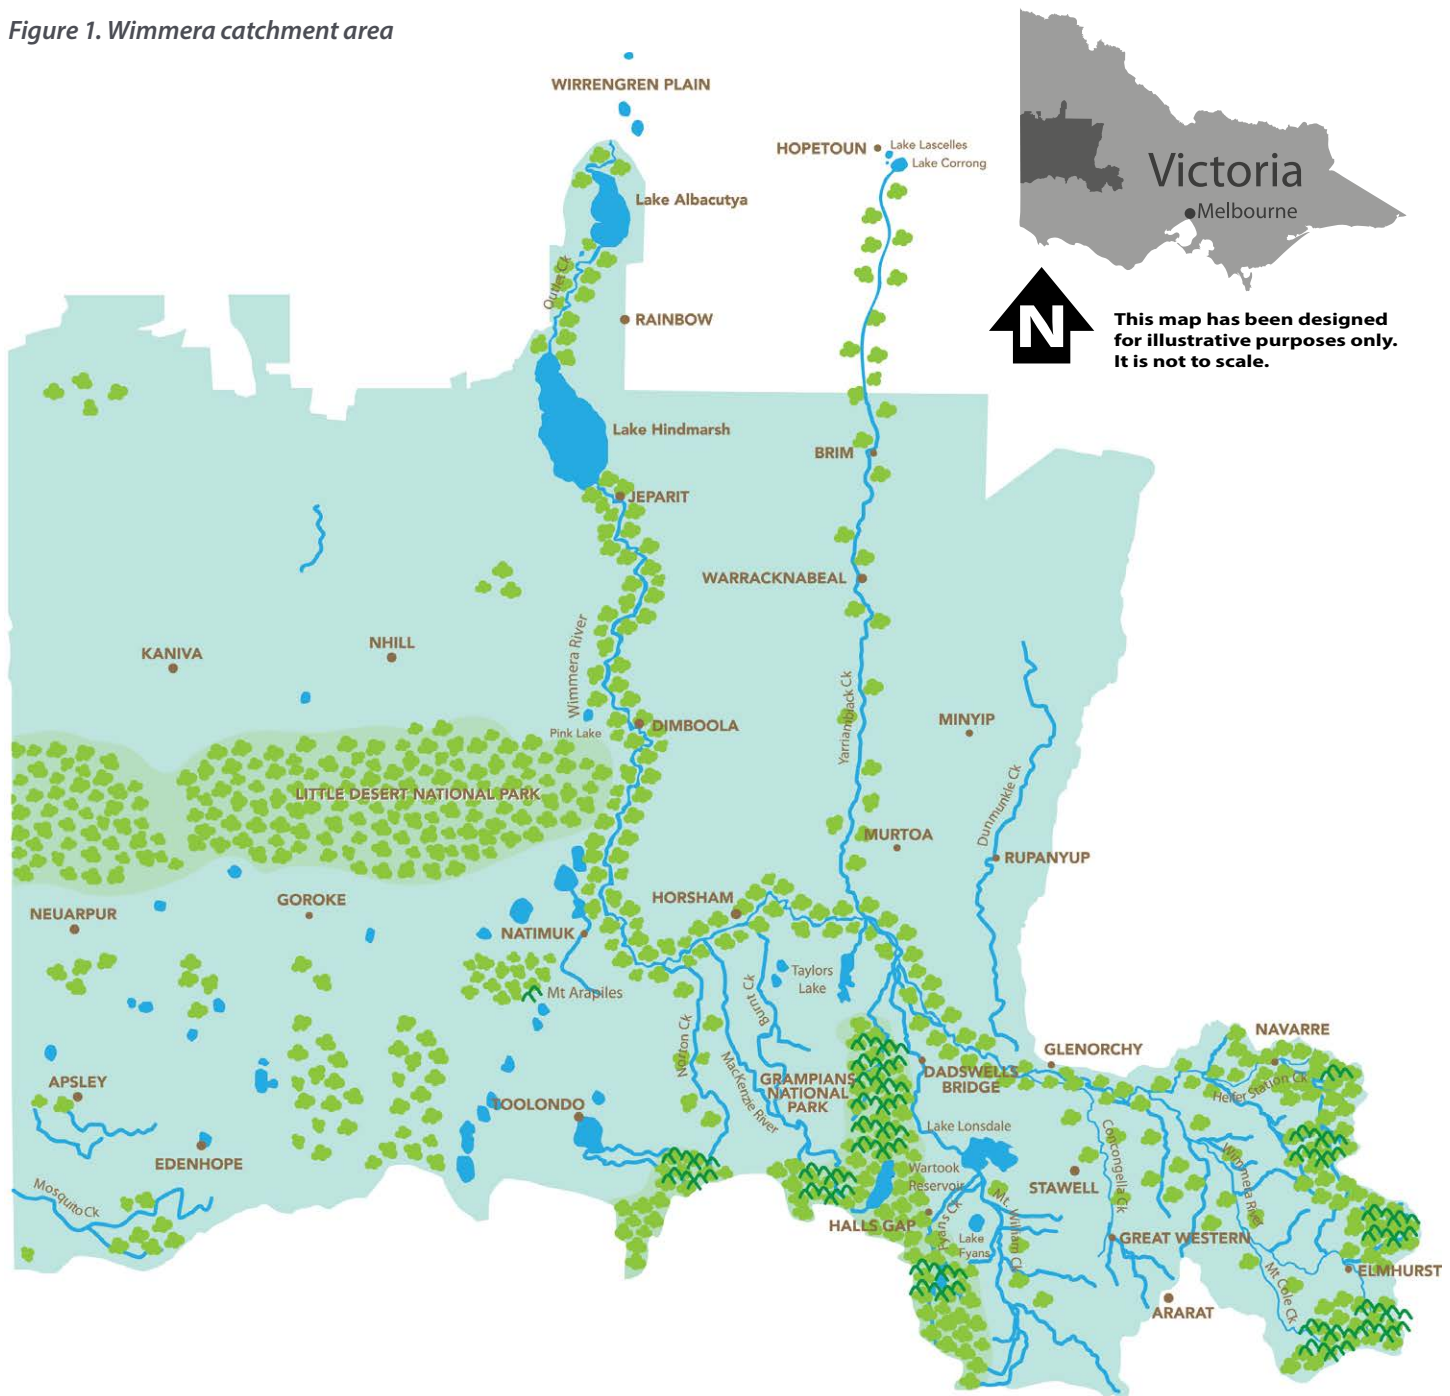 Figure 1. Wimmera catchment area
WIRRENGREN PLAIN
HOPETOUN
Lake Lascelles
Lake Corrong
Victoria
Melbourne
Lake Albacutya
Outlet Ck
RAINBOW
N
This map has been designed
for illustrative purposes only.
It is not to scale.
Lake Hindmarsh
BRIM
JEPARIT
WARRACKNABEAL
KANIVA
NHILL
Wimmera River
Yarriambiack Ck
MINYIP
Pink Lake
DIMBOOLA
LITTLE DESERT NATIONAL PARK
Dunmunkle Ck
MURTOA
RUPANYUP
NEUARPUR
GOROKE
HORSHAM
NATIMUK
Mt Arapiles
Taylors
Lake
Burnt Ck
Norton Ck
MacKenzie River
NAVARRE
GLENORCHY
DADSWELLS
BRIDGE
Heifer Station Ck
APSLEY
GRAMPIANS
NATIONAL
PARK
TOOLONDO
Lake Lonsdale
Concongella Ck
EDENHOPE
Wartook
Reservoir
STAWELL
Wimmera River
Mosquito Ck
HALLS GAP
Fyans Ck
Mt. William Ck
Lake
Fyans
GREAT WESTERN
ELMHURST
Mt Cole Ck
ARARAT